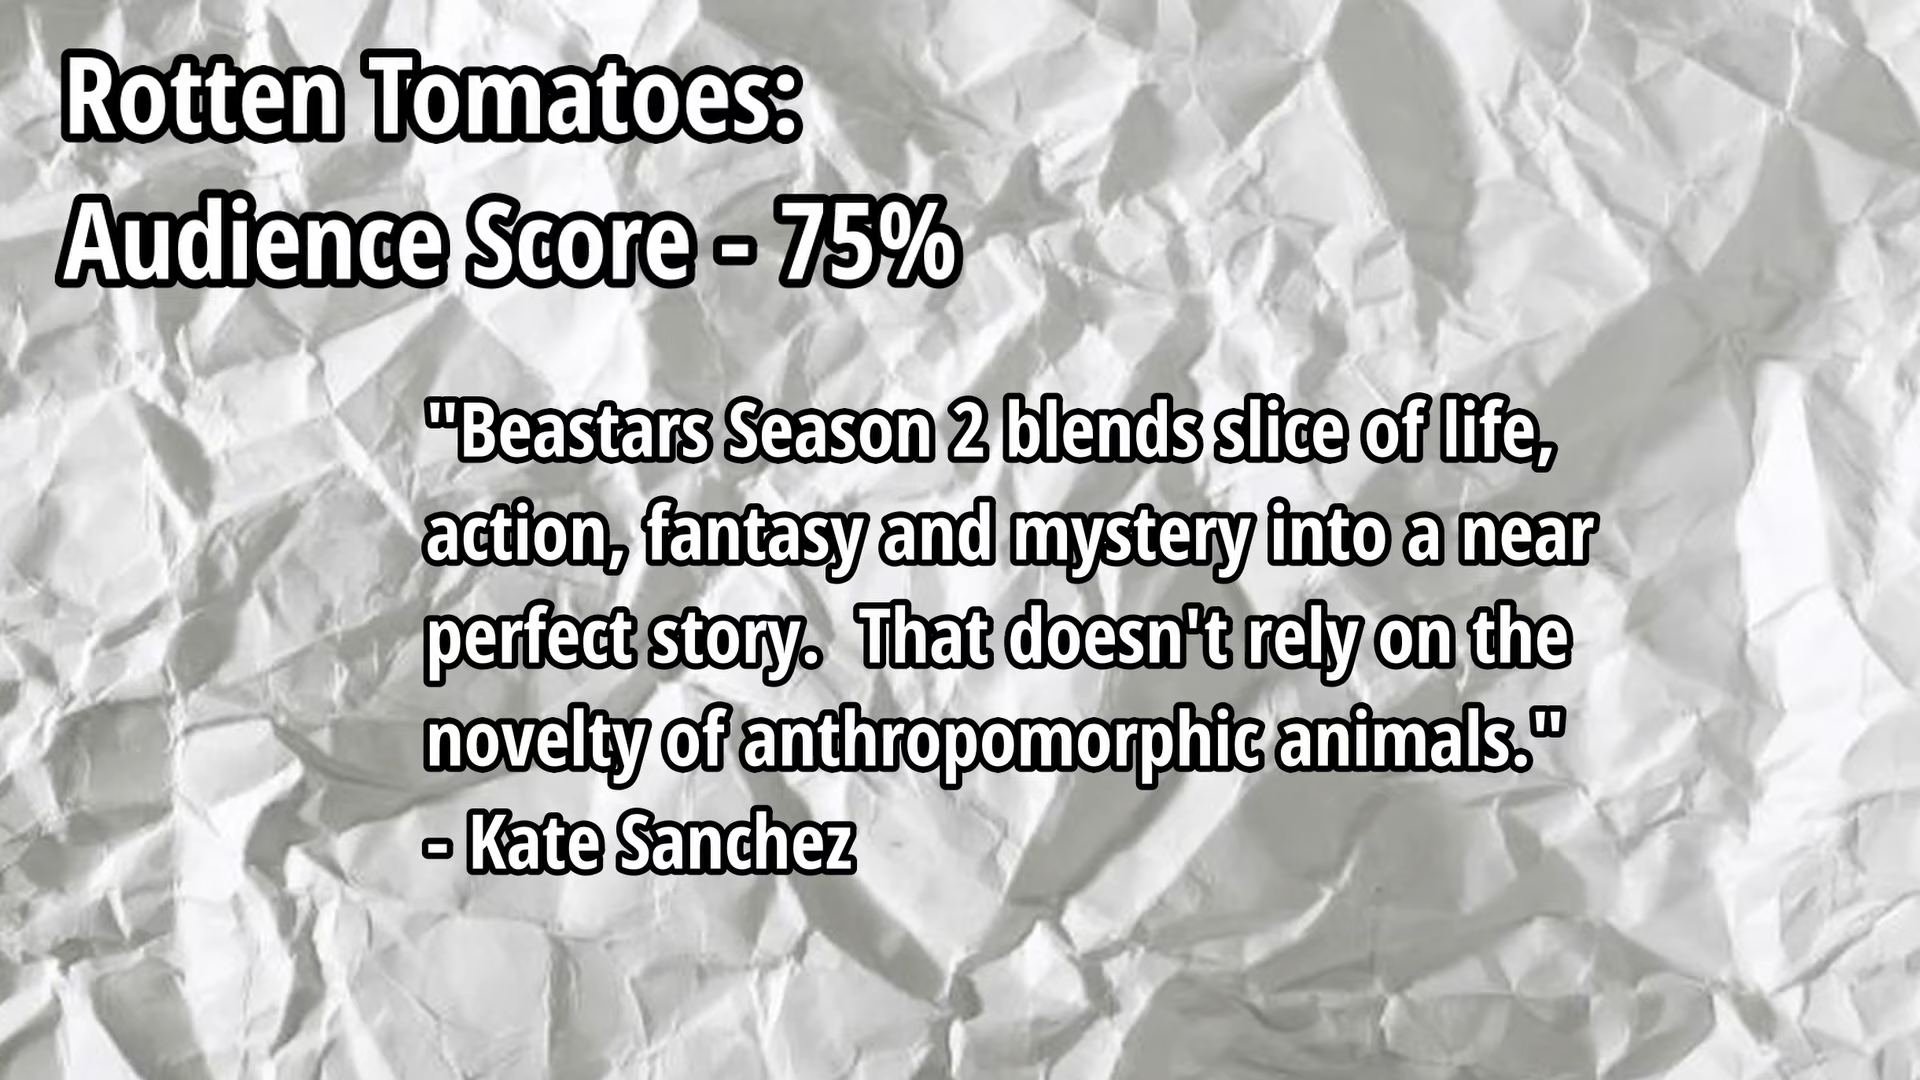 Rotten Tomatoes:
Audience Score - 75%
"Beastars Season 2 blends slice of life,
action, fantasy and mystery into a near
perfect story.  That doesn't rely on the
novelty of anthropomorphic animals."
- Kate Sanchez